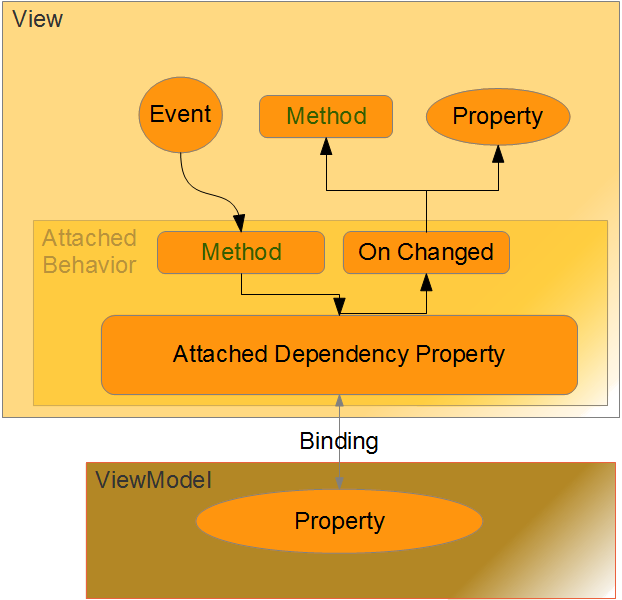 View
Event
Method
Property
Attached
Behavior
Method
On Changed
Attached Dependency Property
Binding
ViewModel
Property